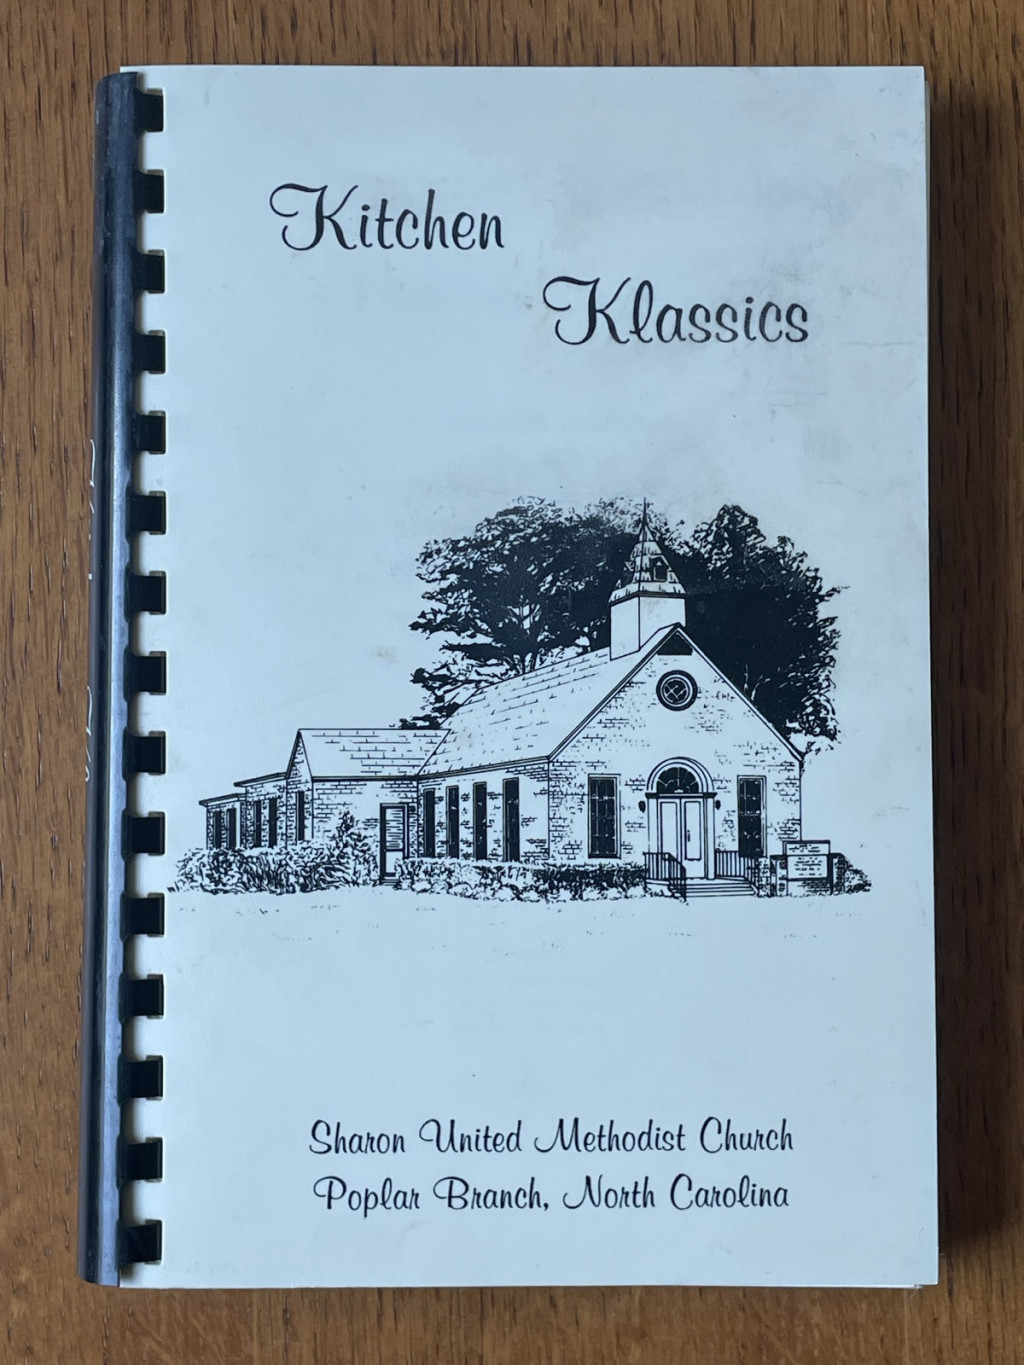 Kitchen
Klassics
Sharon United Methodist Church
Poplar Branch, North Carolina